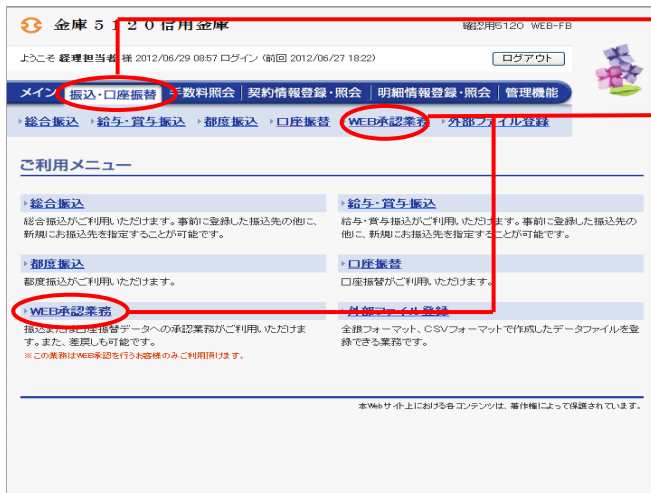 金庫5120信用金庫
確認用5120 WEB-FB
ようこそ 経理担当者 様 2012/06/29 08:57 ログイン (前回 2012/06/27 18:22)
ログアウト
メイン 振込・口座振替 手数料照会 契約情報登録・照会 明細情報登録・照会 管理機能
総合振込 給与・賞与振込 都度振込 口座振替 WEB承認業務 外部ファイル登録
ご利用メニュー
総合振込
総合振込がご利用いただけます。事前に登録した振込先の他に、
新規にお振込先を指定することが可能です。
給与・賞与振込
給与・賞与振込がご利用いただけます。事前に登録した振込先の
他に、新規にお振込先を指定することが可能です。
都度振込
都度振込がご利用いただけます。
口座振替
口座振替がご利用いただけます。
WEB承認業務
振込または口座振替データへの承認業務がご利用いただけま
す。また、差戻しも可能です。
※この業務はWEB承認を行うお客様のみご利用頂けます。
外部ファイル登録
全銀フォーマット、CSVフォーマットで作成したデータファイルを登
録できる業務です。
本Webサイト上における各コンテンツは、著作権によって保護されています。